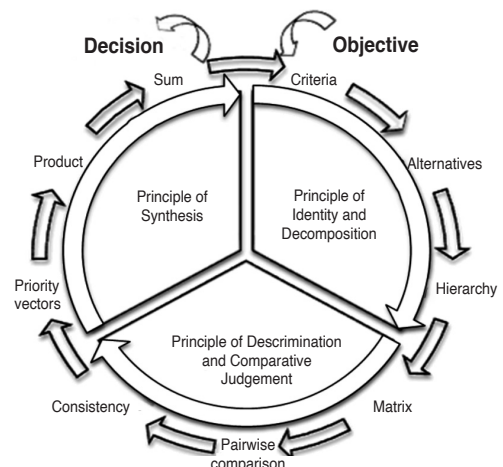 Decision
Objective
Sum
Criteria
Product
Alternatives
Principle of
Synthesis
Principle of
Identity and
Decomposition
Priority
vectors
Hierarchy
Principle of Descrimination
and Comparative
Judgement
Consistency
Matrix
Pairwise
comparison